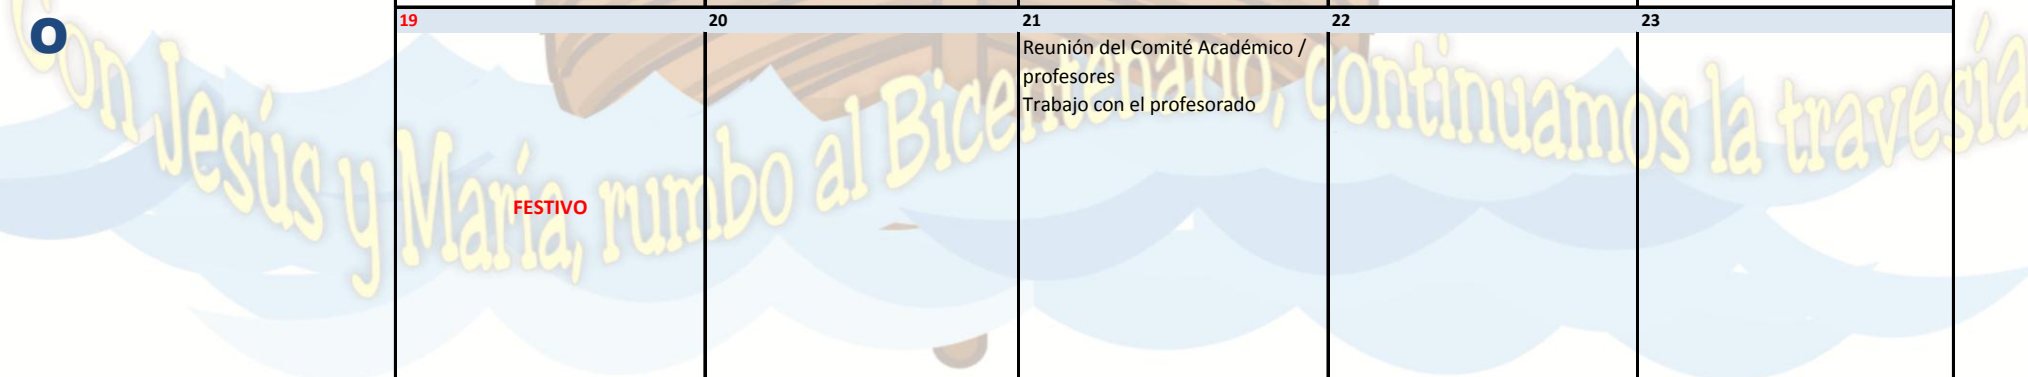 O
19 20 21 22 23
Reunión del Comité Académico /
profesores
Trabajo con el profesorado
FESTIVO
Con Jesús y María, rumbo al Bicentenario, continuamos la travesía